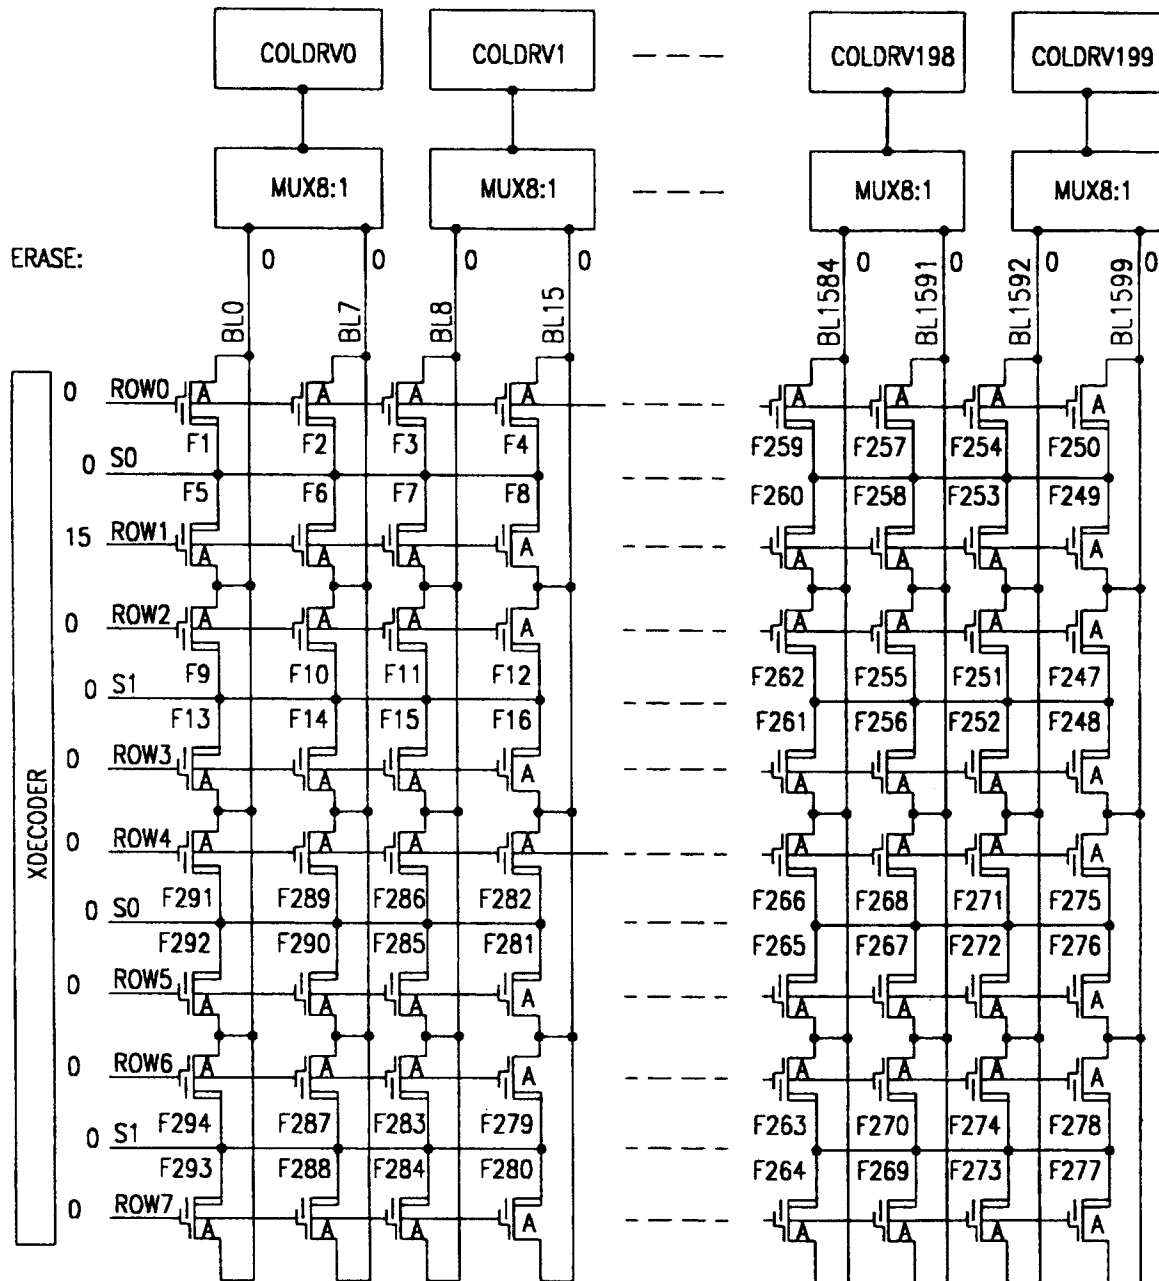 COLDRV0 COLDRV1 COLDRV198 COLDRV199
MUX8:1 MUX8:1 MUX8:1 MUX8:1
ERASE: 0 0 0 0 0 0 0 0
BL0 BL7 BL8 BL15 BL1584 BL1591 BL1592 BL1599
XDECODER
0 ROW0 A A A A A A A A
F1 F2 F3 F4 F259 F257 F254 F250
0 S0
F5 F6 F7 F8 F260 F258 F253 F249
15 ROW1 A A A A A A A A
0 ROW2 A A A A A A A A
F9 F10 F11 F12 F262 F255 F251 F247
0 S1
F13 F14 F15 F16 F261 F256 F252 F248
0 ROW3 A A A A A A A A
0 ROW4 A A A A A A A A
F291 F289 F286 F282 F266 F268 F271 F275
0 S0
F292 F290 F285 F281 F265 F267 F272 F276
0 ROW5 A A A A A A A A
0 ROW6 A A A A A A A A
F294 F287 F283 F279 F263 F270 F274 F278
0 S1
F293 F288 F284 F280 F264 F269 F273 F277
0 ROW7 A A A A A A A A